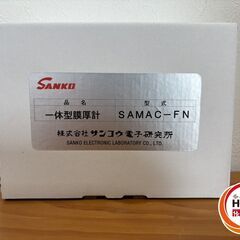 SANKO
品名 型式
一体型膜厚計 SAMAC-FN
株式会社サンコウ電子研究所
SANKO ELECTRONIC LABORATORY CO.,LTD.